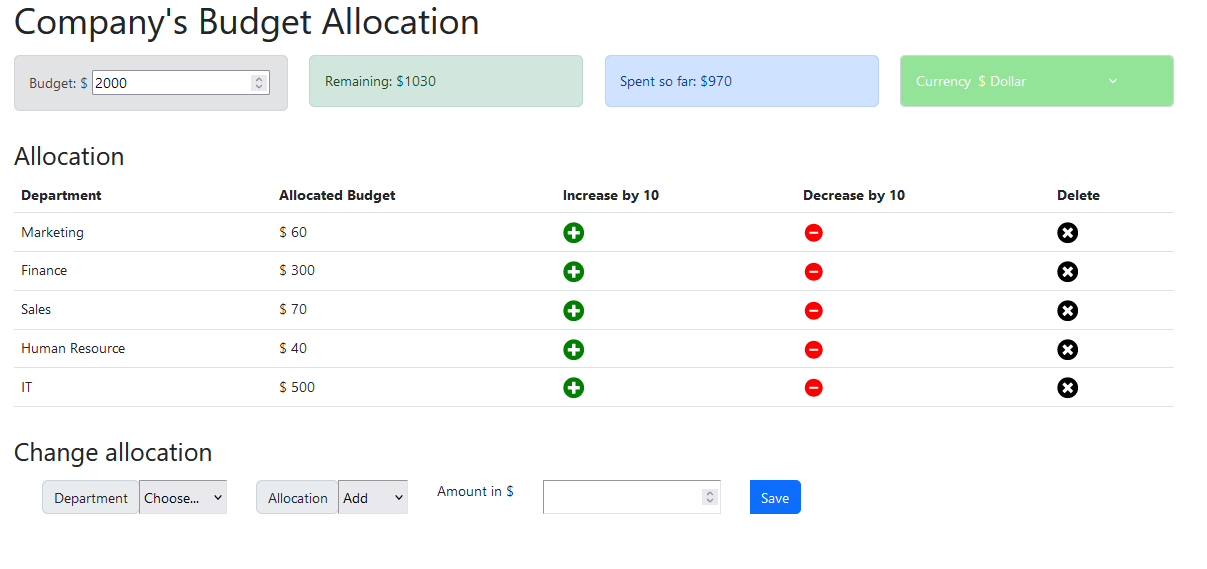 Company's Budget Allocation
Budget: $ 2000 Remaining: $1030 Spent so far: $970 Currency $ Dollar
Allocation
Department Allocated Budget Increase by 10 Decrease by 10 Delete
Marketing $ 60
Finance $ 300
Sales $ 70
Human Resource $ 40
IT $ 500
Change allocation
Department Choose... Allocation Add Amount in $ Save